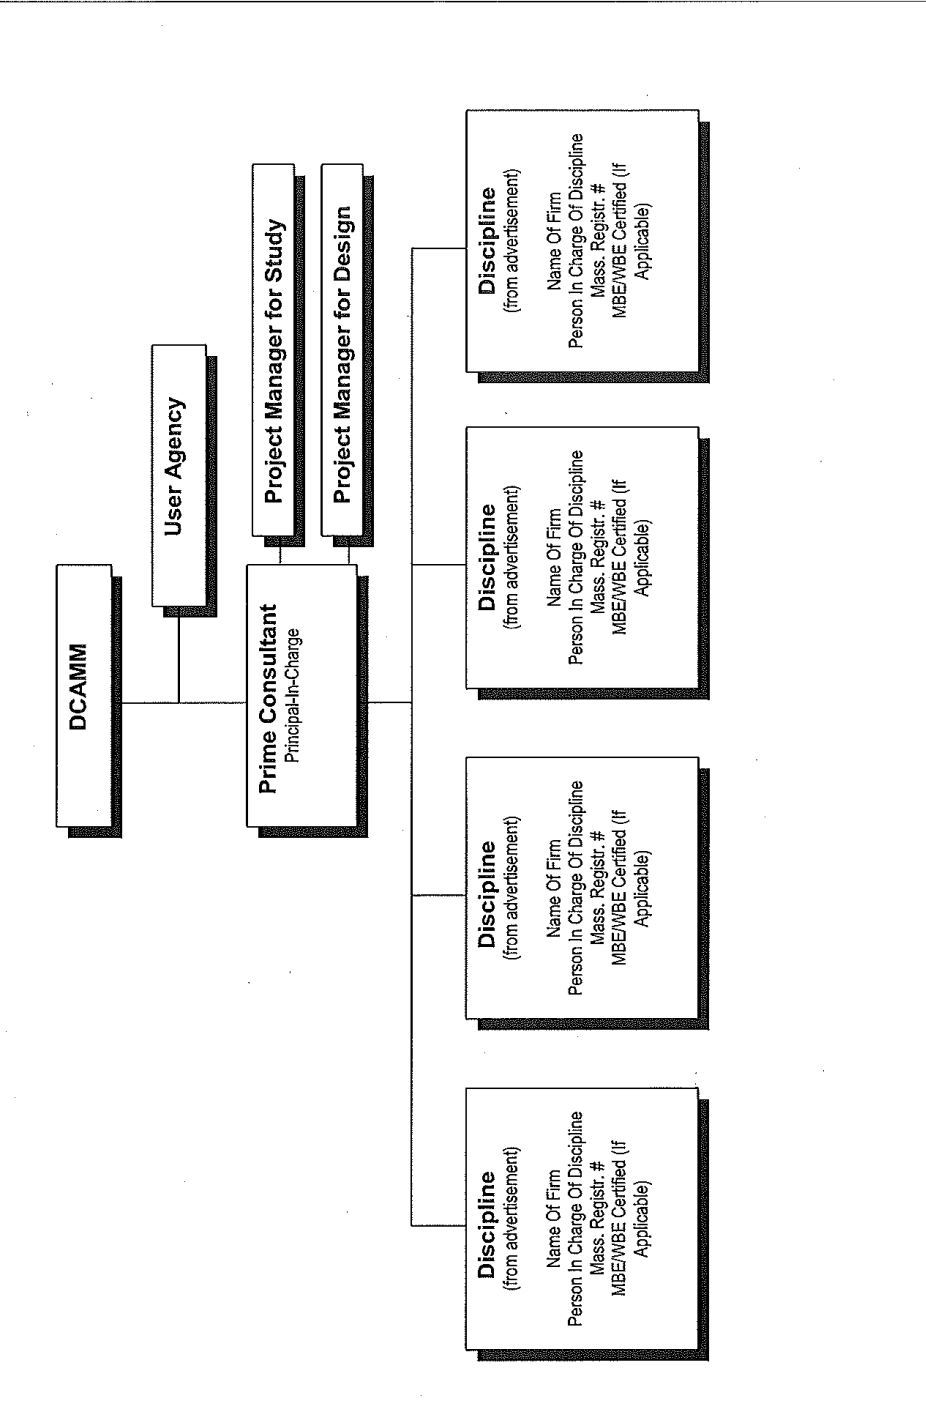 DCAMM
User Agency
Prime Consultant
Principal-In-Charge
Project Manager for Study
Project Manager for Design
Discipline
(from advertisement)
Name Of Firm
Person In Charge Of Discipline
Mass. Registr. #
MBE/WBE Certified (If
Applicable)
Discipline
(from advertisement)
Name Of Firm
Person In Charge Of Discipline
Mass. Registr. #
MBE/WBE Certified (If
Applicable)
Discipline
(from advertisement)
Name Of Firm
Person In Charge Of Discipline
Mass. Registr. #
MBE/WBE Certified (If
Applicable)
Discipline
(from advertisement)
Name Of Firm
Person In Charge Of Discipline
Mass. Registr. #
MBE/WBE Certified (If
Applicable)